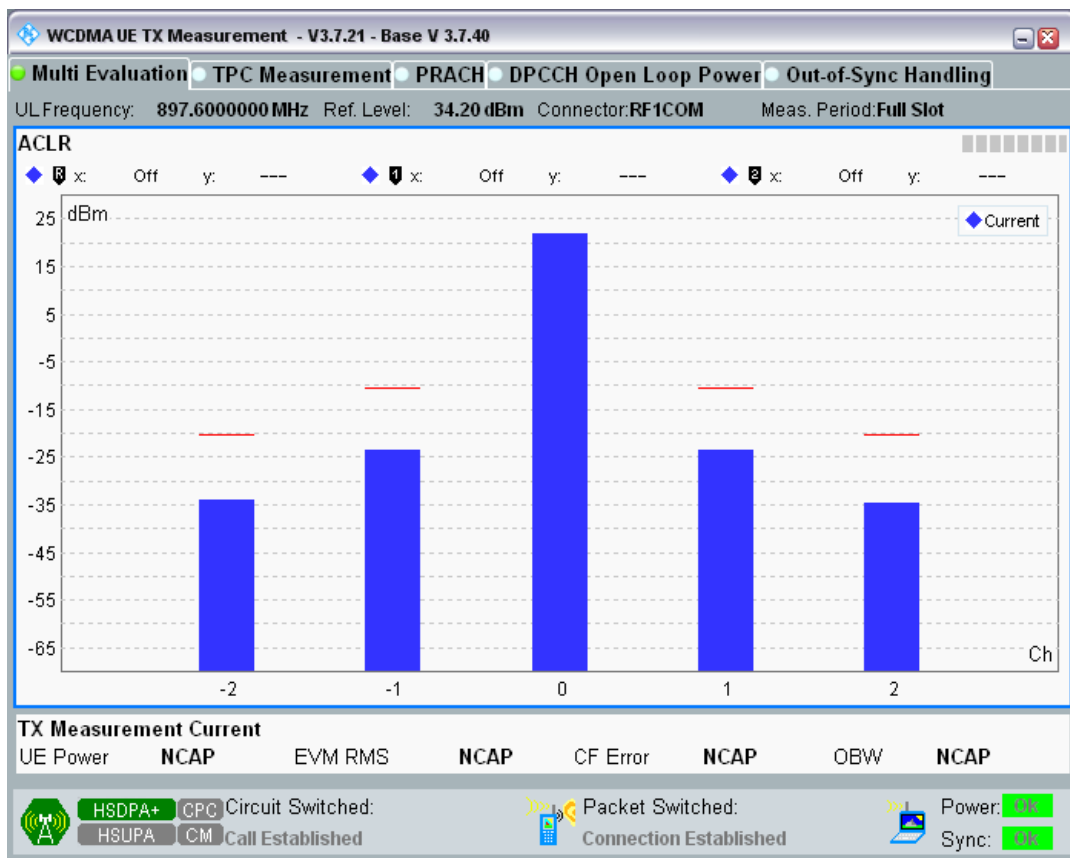 WCDMA UE TX Measurement - V3.7.21 - Base V 3.7.40
Multi Evaluation TPC Measurement PRACH DPCCH Open Loop Power Out-of-Sync Handling
UL Frequency: 897.6000000 MHz Ref. Level: 34.20 dBm Connector:RF1COM Meas. Period:Full Slot
ACLR
R x: Off y: --- 1 x: Off y: --- 2 x: Off y: ---
dBm
Current
25
15
5
-5
-15
-25
-35
-45
-55
-65
Ch
-2 -1 0 1 2
TX Measurement Current
UE Power NCAP EVM RMS NCAP CF Error NCAP OBW NCAP
HSDPA+ CPC Circuit Switched: Packet Switched: Power: Ok
HSUPA CM Call Established Connection Established Sync: Ok